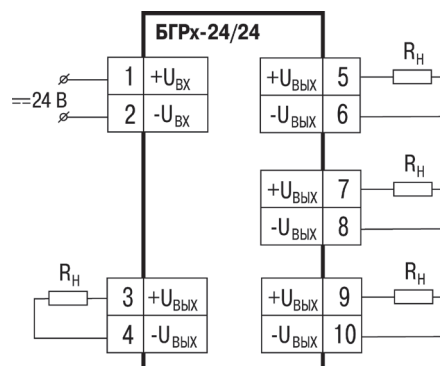 БГРх-24/24
1 +UВХ
2 -UВХ
==24 В
5 +UВЫХ
6 -UВЫХ
RН
7 +UВЫХ
8 -UВЫХ
RН
3 +UВЫХ
4 -UВЫХ
RН
9 +UВЫХ
10 -UВЫХ
RН